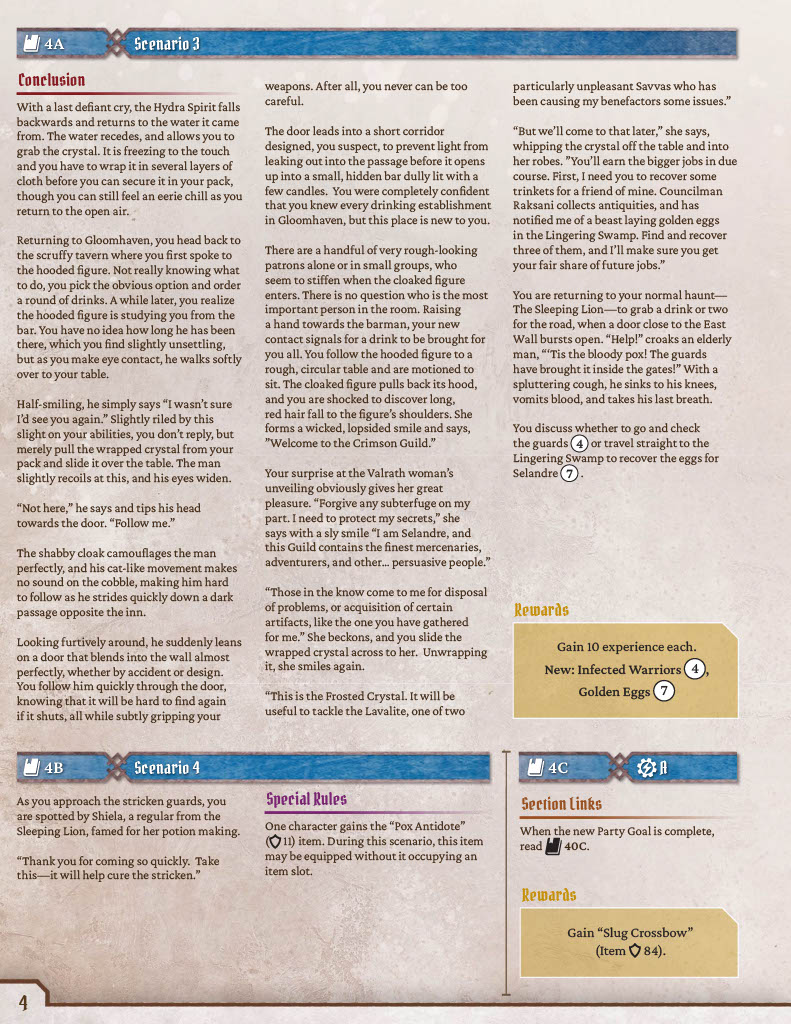 4A Scenario 3
Conclusion
With a last defiant cry, the Hydra Spirit falls
backwards and returns to the water it came
from. The water recedes, and allows you to
grab the crystal. It is freezing to the touch
and you have to wrap it in several layers of
cloth before you can secure it in your pack,
though you can still feel an eerie chill as you
return to the open air.
Returning to Gloomhaven, you head back to
the scruffy tavern where you first spoke to
the hooded figure. Not really knowing what
to do, you pick the obvious option and order
a round of drinks. A while later, you realize
the hooded figure is studying you from the
bar. You have no idea how long he has been
there, which you find slightly unsettling,
but as you make eye contact, he walks softly
over to your table.
Half-smiling, he simply says “I wasn’t sure
I’d see you again.” Slightly riled by this
slight on your abilities, you don’t reply, but
merely pull the wrapped crystal from your
pack and slide it over the table. The man
slightly recoils at this, and his eyes widen.
“Not here,” he says and tips his head
towards the door. “Follow me.”
The shabby cloak camouflages the man
perfectly, and his cat-like movement makes
no sound on the cobble, making him hard
to follow as he strides quickly down a dark
passage opposite the inn.
Looking furtively around, he suddenly leans
on a door that blends into the wall almost
perfectly, whether by accident or design.
You follow him quickly through the door,
knowing that it will be hard to find again
if it shuts, all while subtly gripping your
weapons. After all, you never can be too
careful.
The door leads into a short corridor
designed, you suspect, to prevent light from
leaking out into the passage before it opens
up into a small, hidden bar dully lit with a
few candles. You were completely confident
that you knew every drinking establishment
in Gloomhaven, but this place is new to you.
There are a handful of very rough-looking
patrons alone or in small groups, who
seem to stiffen when the cloaked figure
enters. There is no question who is the most
important person in the room. Raising
a hand towards the barman, your new
contact signals for a drink to be brought for
you all. You follow the hooded figure to a
rough, circular table and are motioned to
sit. The cloaked figure pulls back its hood,
and you are shocked to discover long,
red hair fall to the figure’s shoulders. She
forms a wicked, lopsided smile and says,
”Welcome to the Crimson Guild.”
Your surprise at the Valrath woman’s
unveiling obviously gives her great
pleasure. “Forgive any subterfuge on my
part. I need to protect my secrets,” she
says with a sly smile “I am Selandre, and
this Guild contains the finest mercenaries,
adventurers, and other... persuasive people.”
“Those in the know come to me for disposal
of problems, or acquisition of certain
artifacts, like the one you have gathered
for me.” She beckons, and you slide the
wrapped crystal across to her. Unwrapping
it, she smiles again.
“This is the Frosted Crystal. It will be
useful to tackle the Lavalite, one of two
particularly unpleasant Savvas who has
been causing my benefactors some issues.”
“But we’ll come to that later,” she says,
whipping the crystal off the table and into
her robes. ”You’ll earn the bigger jobs in due
course. First, I need you to recover some
trinkets for a friend of mine. Councilman
Raksani collects antiquities, and has
notified me of a beast laying golden eggs
in the Lingering Swamp. Find and recover
three of them, and I’ll make sure you get
your fair share of future jobs.”
You are returning to your normal haunt—
The Sleeping Lion—to grab a drink or two
for the road, when a door close to the East
Wall bursts open. “Help!” croaks an elderly
man, “‘Tis the bloody pox! The guards
have brought it inside the gates!” With a
spluttering cough, he sinks to his knees,
vomits blood, and takes his last breath.
You discuss whether to go and check
the guards 4 or travel straight to the
Lingering Swamp to recover the eggs for
Selandre 7 .
Rewards
Gain 10 experience each.
New: Infected Warriors 4 ,
Golden Eggs 7
4B Scenario 4
As you approach the stricken guards, you
are spotted by Shiela, a regular from the
Sleeping Lion, famed for her potion making.
“Thank you for coming so quickly. Take
this—it will help cure the stricken.”
Special Rules
One character gains the “Pox Antidote”
( 11) item. During this scenario, this item
may be equipped without it occupying an
item slot.
4C A
Section Links
When the new Party Goal is complete,
read 40C.
Rewards
Gain “Slug Crossbow”
(Item 84).
4